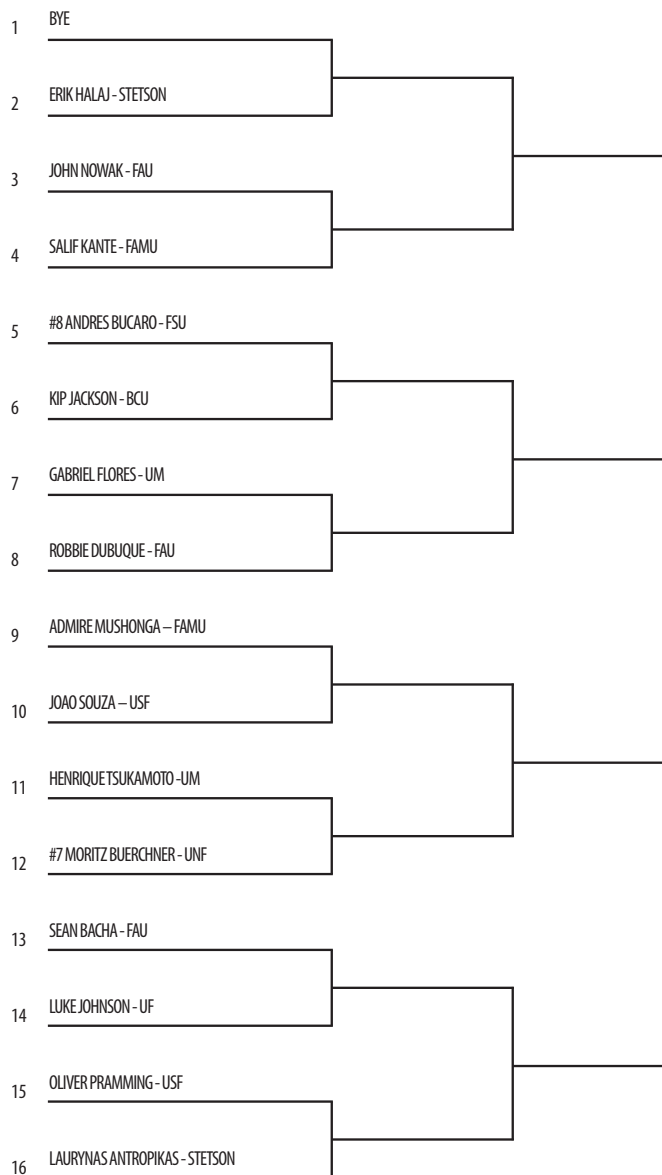 1 BYE
2 ERIK HALAJ - STETSON
3 JOHN NOWAK - FAU
4 SALIF KANTE - FAMU
5 #8 ANDRES BUCARO - FSU
6 KIP JACKSON - BCU
7 GABRIEL FLORES - UM
8 ROBBIE DUBUQUE - FAU
9 ADMIRE MUSHONGA – FAMU
10 JOAO SOUZA – USF
11 HENRIQUE TSUKAMOTO -UM
12 #7 MORITZ BUERCHNER - UNF
13 SEAN BACHA - FAU
14 LUKE JOHNSON - UF
15 OLIVER PRAMMING - USF
16 LAURYNAS ANTROPIKAS - STETSON